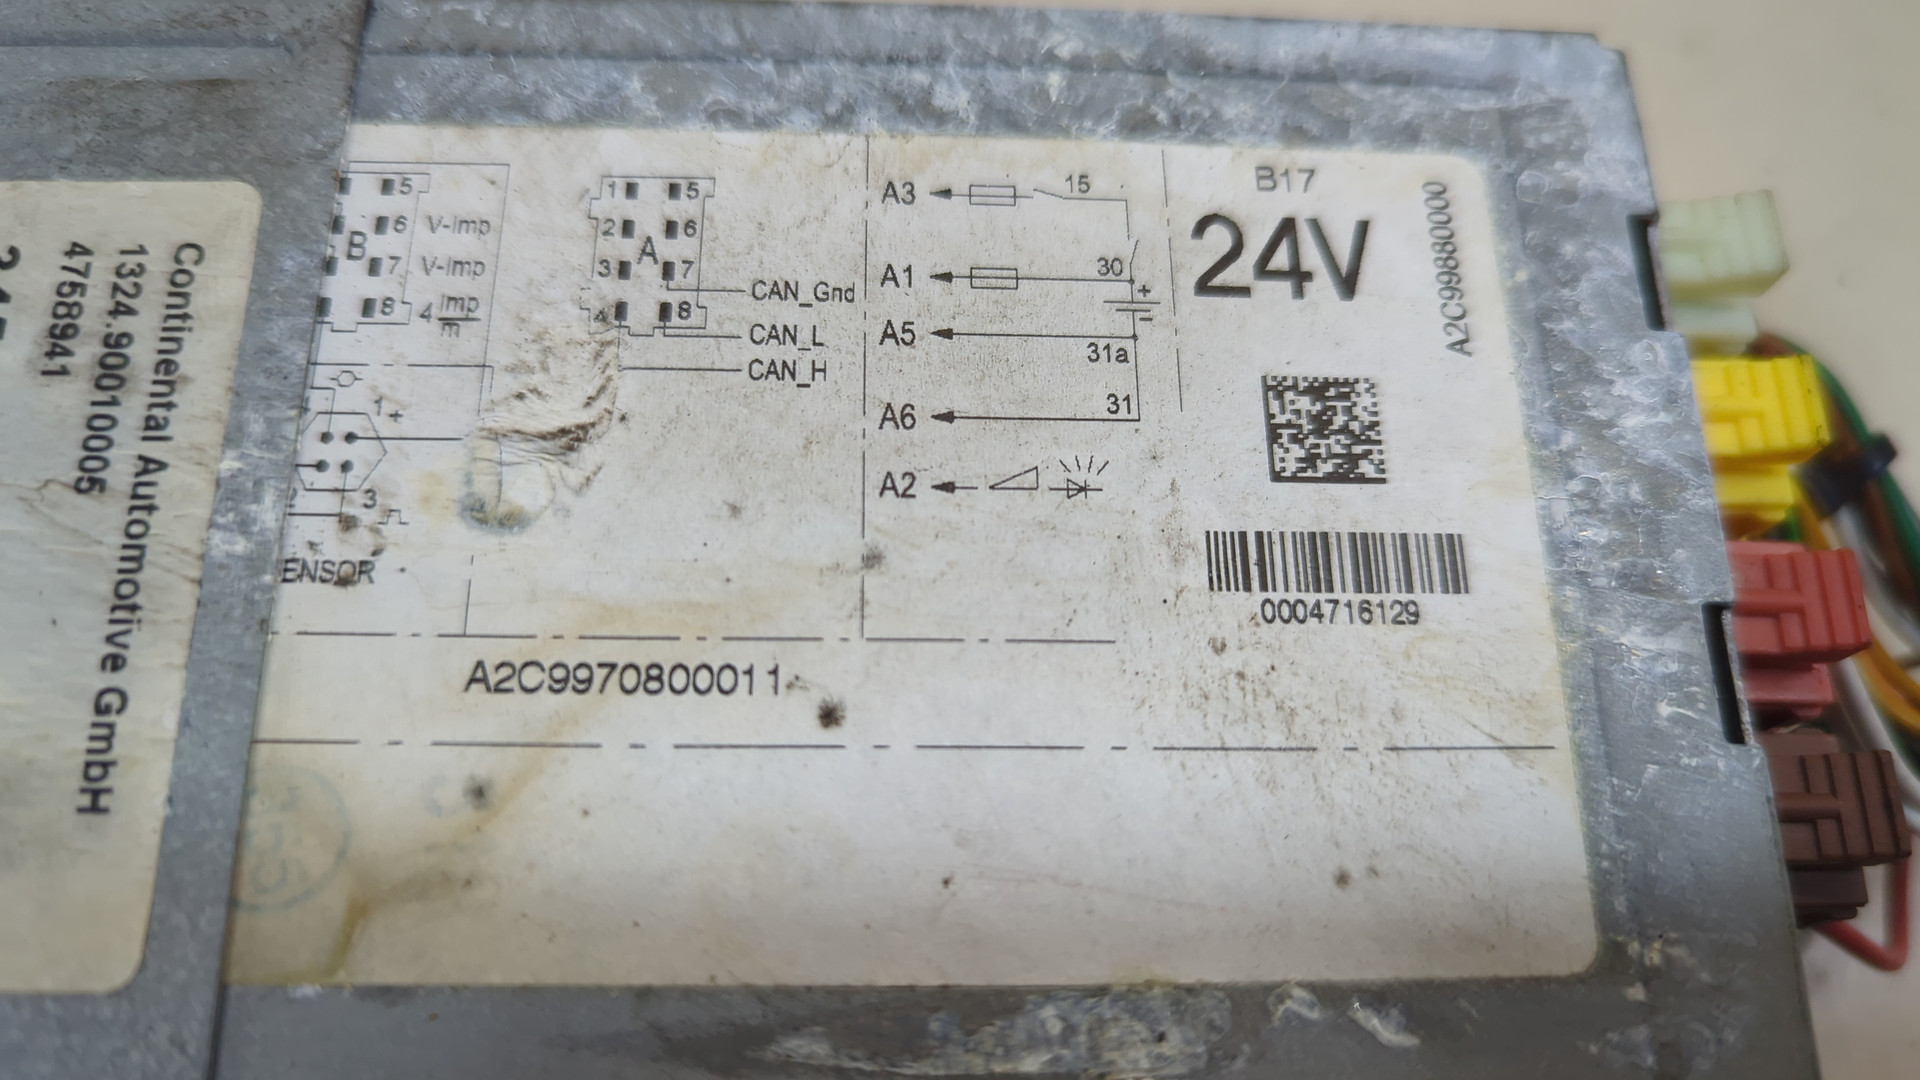 Continental Automotive GmbH
1324.90010000005
4758941
5
6 V-Imp
B
7 V-Imp
8 4 Imp/m
1+
3
ENSOR
1 5
2 6
A
3 7
4 8
CAN_Gnd
CAN_L
CAN_H
A3 15
A1 30
+
-
A5 31a
A6 31
A2
B17
24V
A2C99880000
0004716129
A2C9970800011